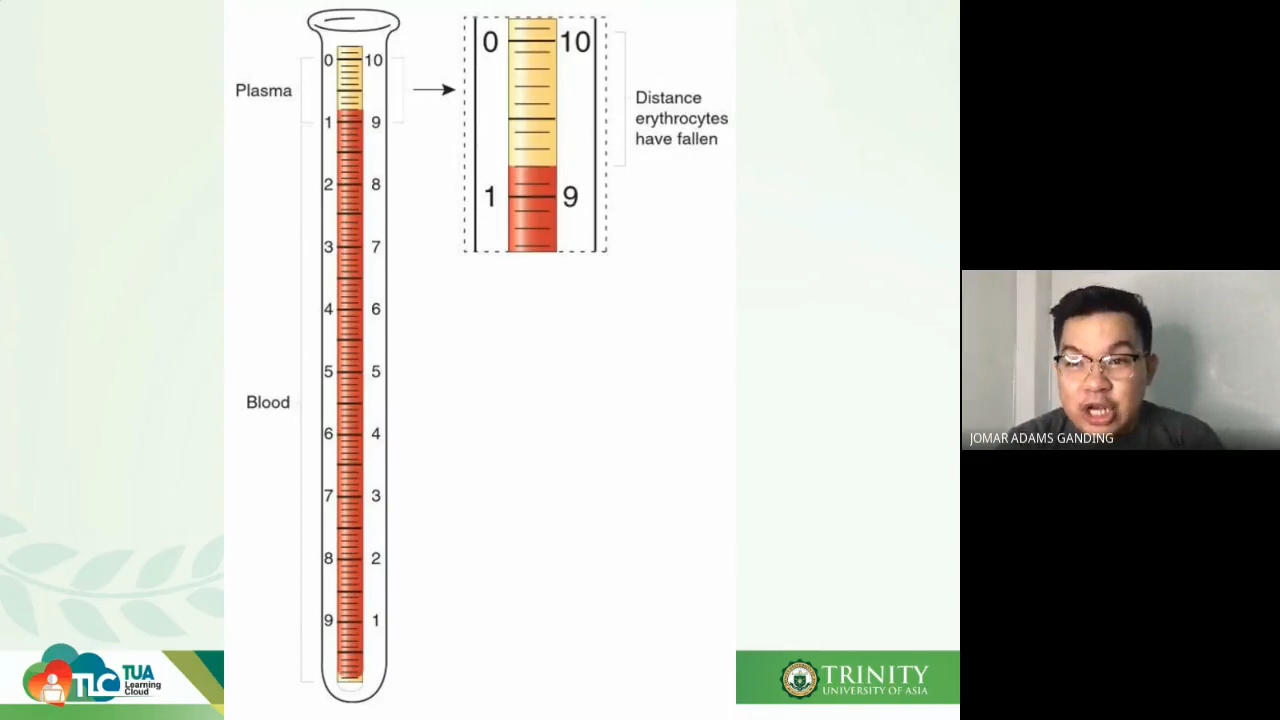 0 10
Plasma
1 9
2 8
3 7
4 6
5 5
Blood
6 4
7 3
8 2
9 1
0 10
1 9
Distance
erythrocytes
have fallen
JOMAR ADAMS GANDING
TLC
TUA
Learning
Cloud
TRINITY
UNIVERSITY OF ASIA